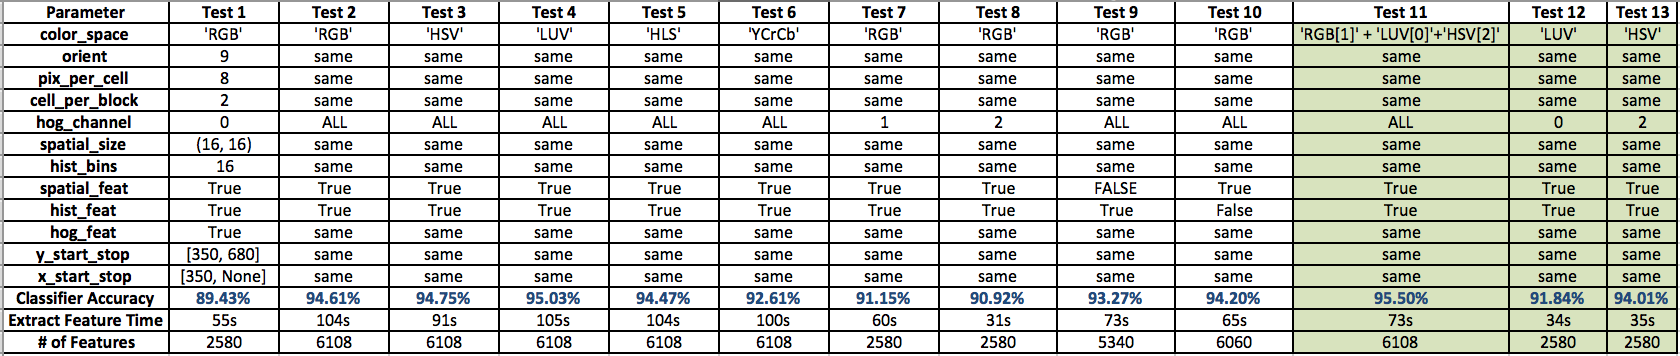 Parameter Test 1 Test 2 Test 3 Test 4 Test 5 Test 6 Test 7 Test 8 Test 9 Test 10 Test 11 Test 12 Test 13
color_space 'RGB' 'RGB' 'HSV' 'LUV' 'HLS' 'YCrCb' 'RGB' 'RGB' 'RGB' 'RGB' 'RGB[1]' + 'LUV[0]'+'HSV[2]' 'LUV' 'HSV'
orient 9 same same same same same same same same same same same same
pix_per_cell 8 same same same same same same same same same same same same
cell_per_block 2 same same same same same same same same same same same same
hog_channel 0 ALL ALL ALL ALL ALL 1 2 ALL ALL ALL 0 2
spatial_size (16, 16) same same same same same same same same same same same same
hist_bins 16 same same same same same same same same same same same same
spatial_feat True True True True True True True True FALSE True True True True
hist_feat True True True True True True True True True False True True True
hog_feat True same same same same same same same same same same same same
y_start_stop [350, 680] same same same same same same same same same same same same
x_start_stop [350, None] same same same same same same same same same same same same
Classifier Accuracy 89.43% 94.61% 94.75% 95.03% 94.47% 92.61% 91.15% 90.92% 93.27% 94.20% 95.50% 91.84% 94.01%
Extract Feature Time 55s 104s 91s 105s 104s 100s 60s 31s 73s 65s 73s 34s 35s
# of Features 2580 6108 6108 6108 6108 6108 2580 2580 5340 6060 6108 2580 2580